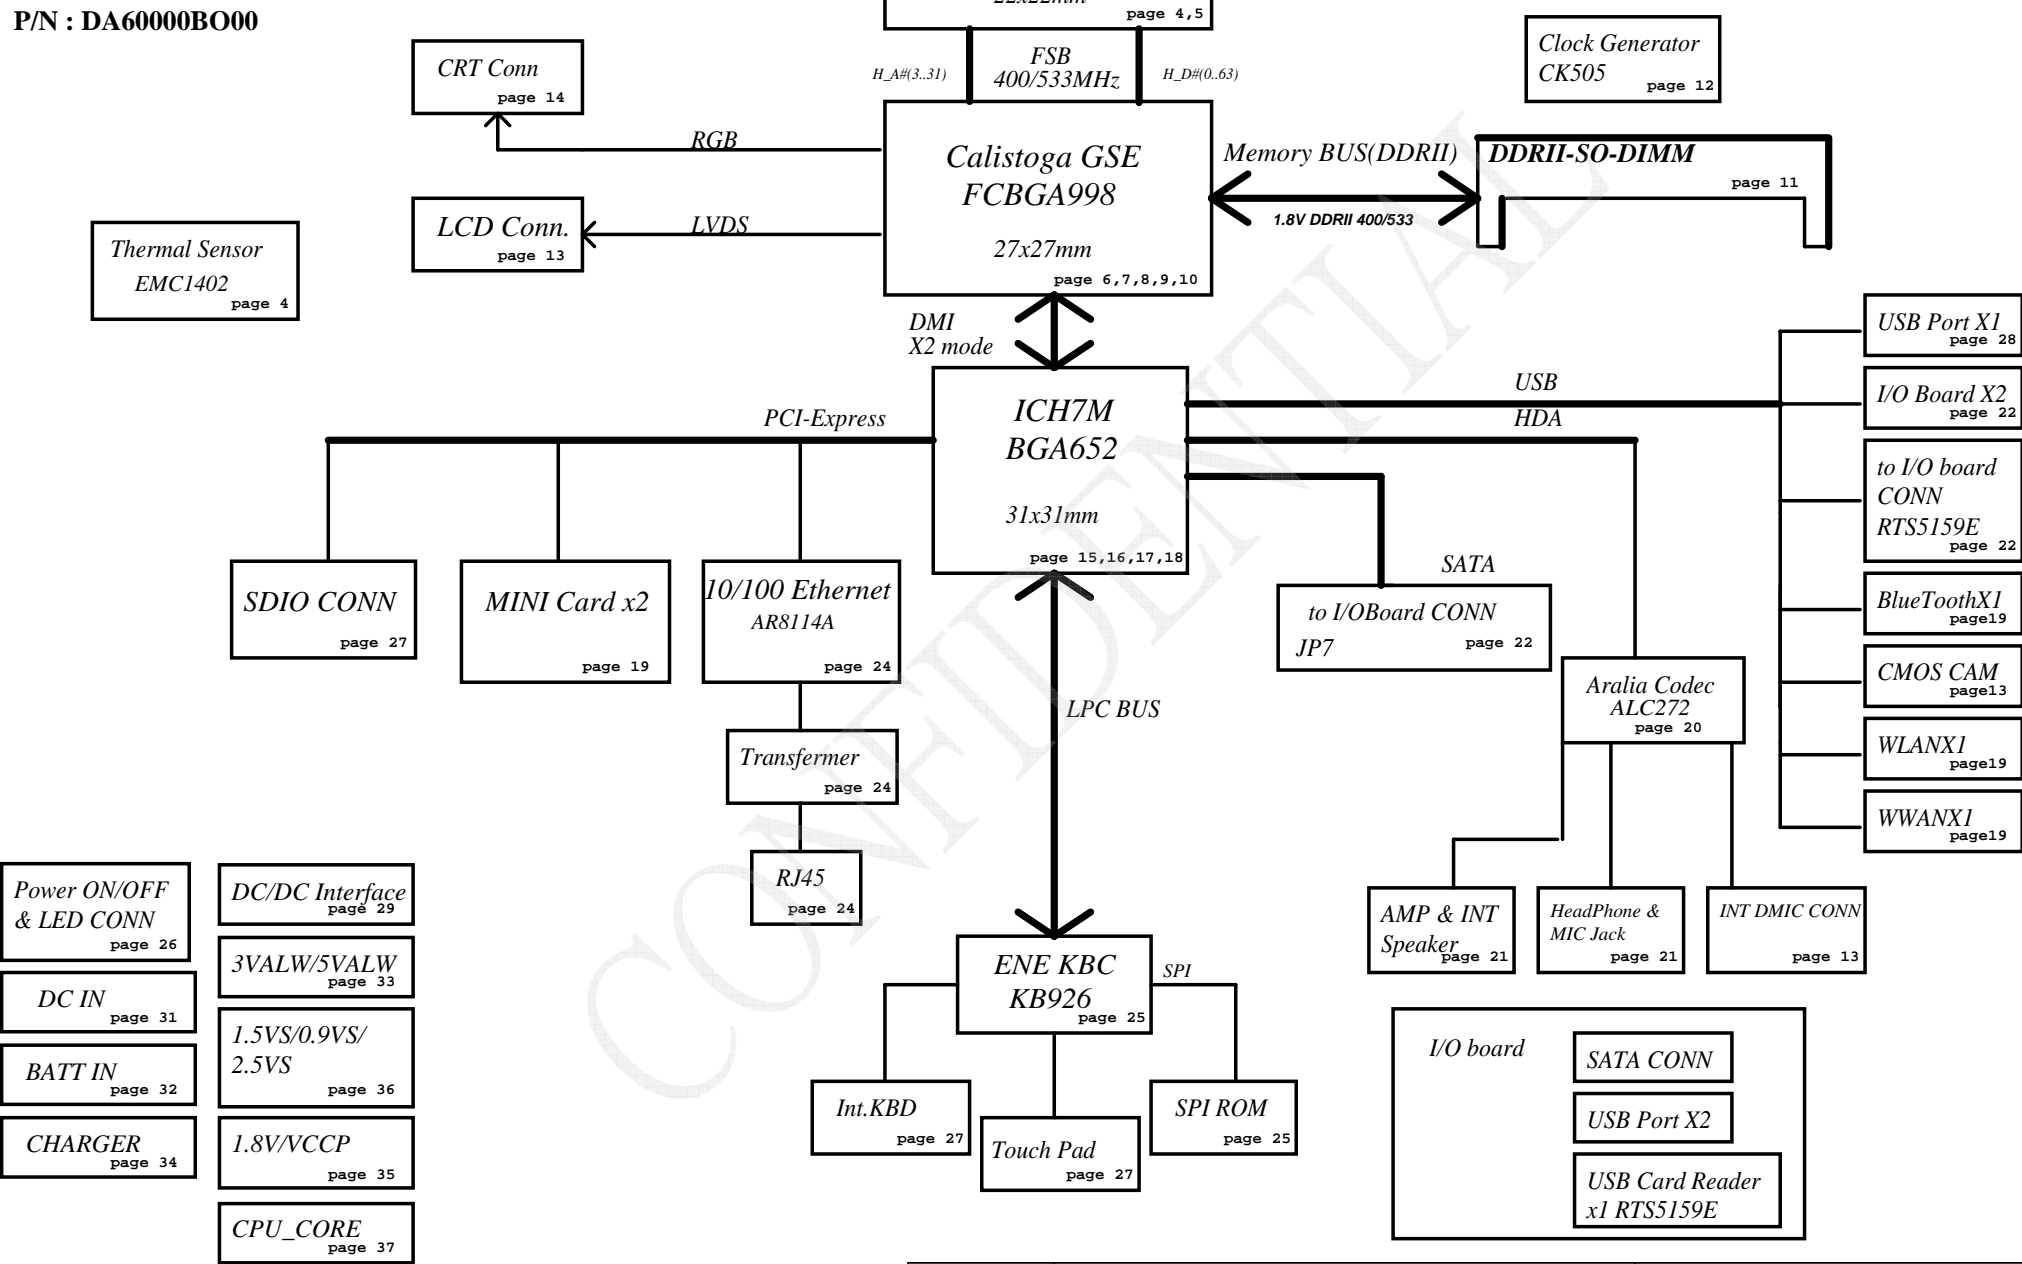 22x22mm
page 4,5
P/N : DA60000BO00
CRT Conn
page 14
H_A#(3..31)
FSB
400/533MHz
H_D#(0..63)
Clock Generator
CK505
page 12
RGB
Calistoga GSE
FCBGA998
27x27mm
page 6,7,8,9,10
Memory BUS(DDRII)
1.8V DDRII 400/533
DDRII-SO-DIMM
page 11
LCD Conn.
page 13
LVDS
Thermal Sensor
EMC1402
page 4
DMI
X2 mode
USB Port X1
page 28
PCI-Express
ICH7M
BGA652
31x31mm
page 15,16,17,18
USB
HDA
I/O Board X2
page 22
to I/O board
CONN
RTS5159E
page 22
SATA
SDIO CONN
page 27
MINI Card x2
page 19
10/100 Ethernet
AR8114A
page 24
to I/OBoard CONN
JP7
page 22
BlueToothX1
page19
Aralia Codec
ALC272
page 20
CMOS CAM
page13
LPC BUS
WLANX1
page19
Transfermer
page 24
WWANX1
page19
RJ45
page 24
Power ON/OFF
& LED CONN
page 26
DC/DC Interface
page 29
AMP & INT
Speaker
page 21
HeadPhone &
MIC Jack
page 21
INT DMIC CONN
page 13
3VALW/5VALW
page 33
ENE KBC
KB926
page 25
SPI
DC IN
page 31
1.5VS/0.9VS/
2.5VS
page 36
I/O board
SATA CONN
USB Port X2
USB Card Reader
x1 RTS5159E
BATT IN
page 32
Int.KBD
page 27
Touch Pad
page 27
SPI ROM
page 25
CHARGER
page 34
1.8V/VCCP
page 35
CPU_CORE
page 37
CONFIDENTIAL